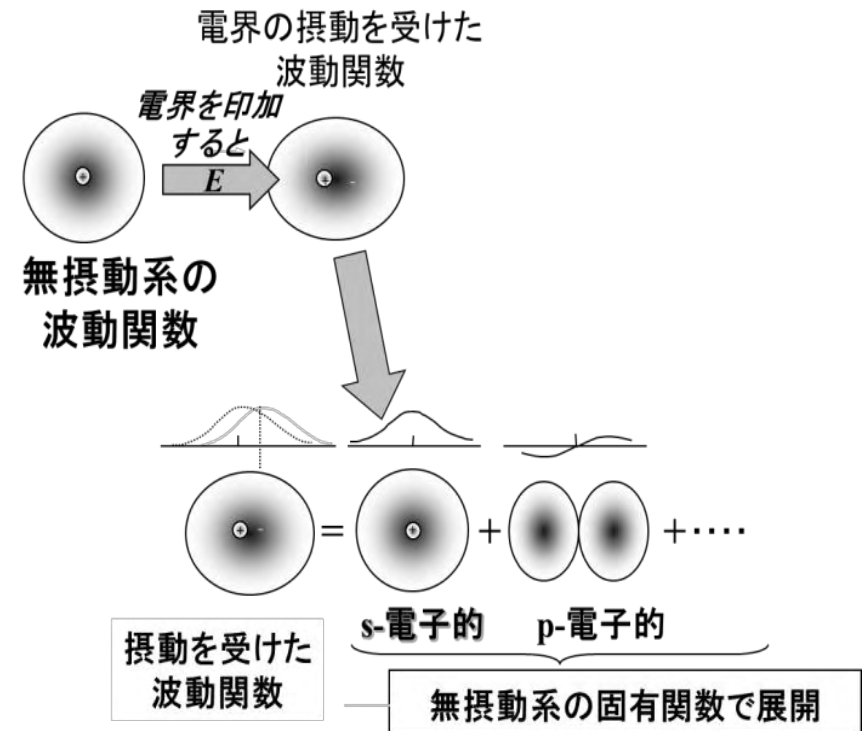 電界の摂動を受けた
波動関数
電界を印加
すると
E
無摂動系の
波動関数
= + +····
s-電子的 p-電子的
摂動を受けた
波動関数
無摂動系の固有関数で展開